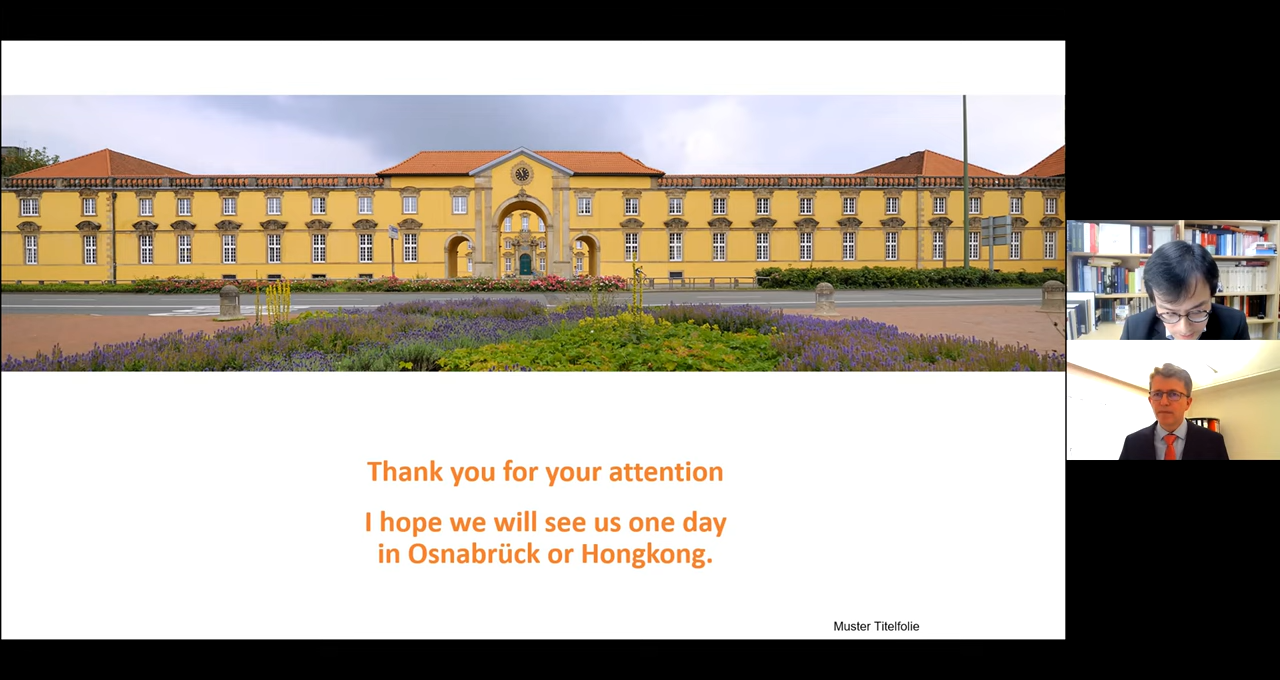 Thank you for your attention
I hope we will see us one day
in Osnabrück or Hongkong.
Muster Titelfolie